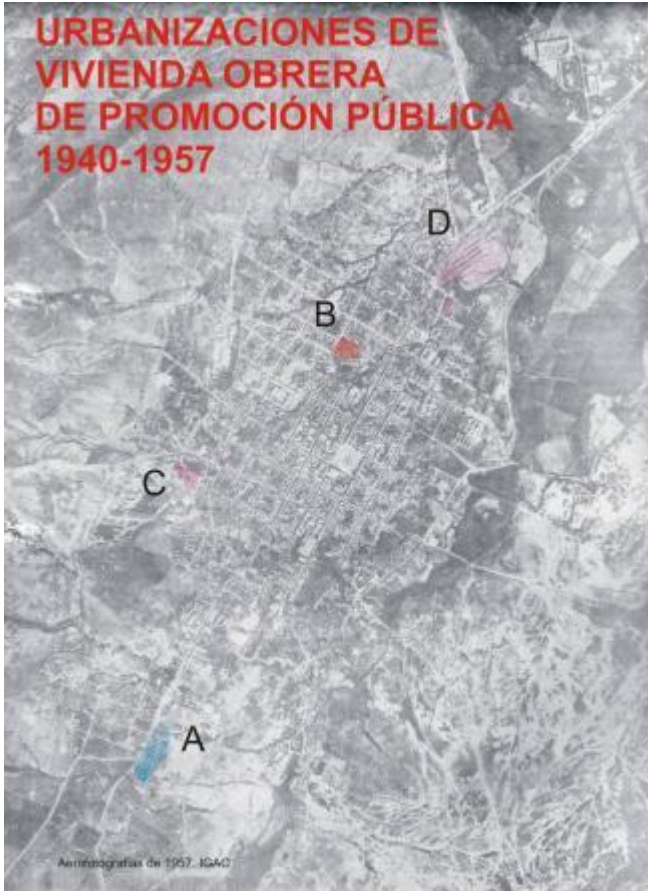 URBANIZACIONES DE
VIVIENDA OBRERA
DE PROMOCIÓN PÚBLICA
1940-1957
D
B
C
A
Aerofotografías de 1957. IGAC